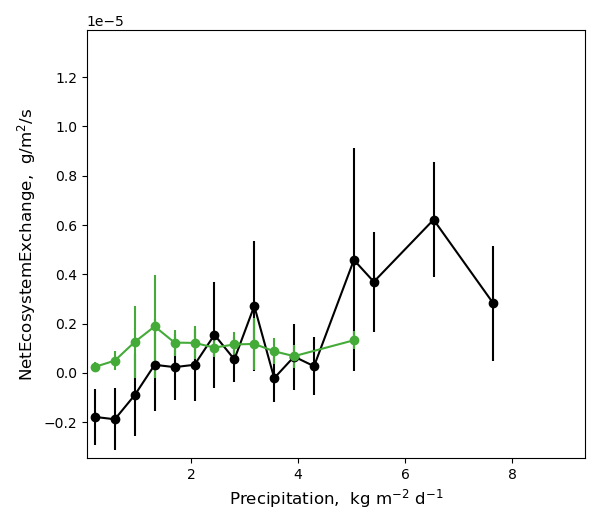 1e−5
1.2
1.0
0.8
0.6
0.4
0.2
0.0
−0.2
NetEcosystemExchange, g/m²/s
2 4 6 8
Precipitation, kg m⁻² d⁻¹